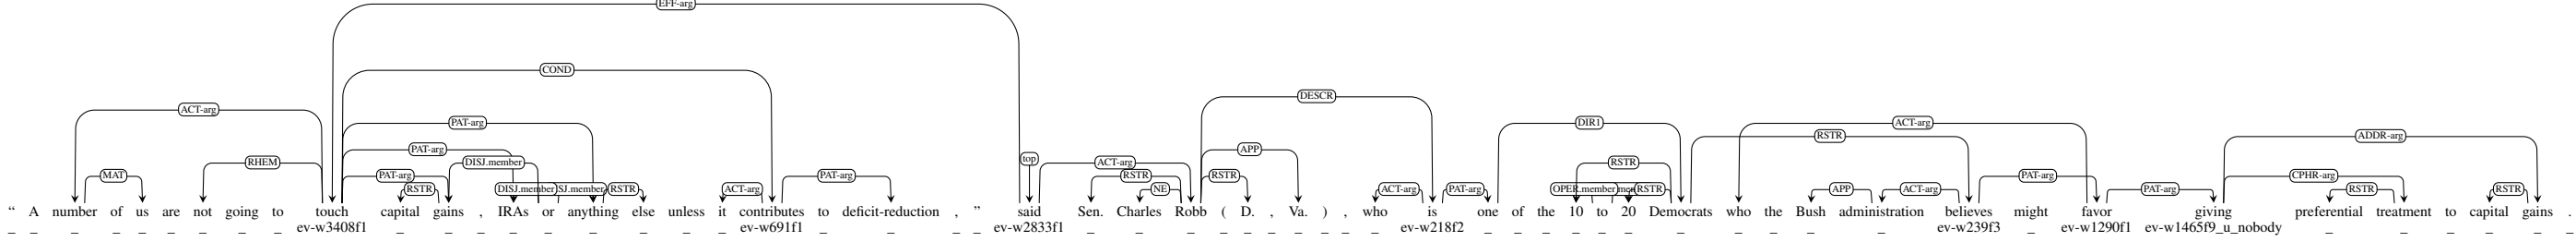 EFF-arg
COND
DESCR
ACT-arg
PAT-arg DIR1 ACT-arg
RSTR ADDR-arg
PAT-arg top APP
RHEM DISJ.member ACT-arg RSTR
MAT PAT-arg PAT-arg RSTR RSTR PAT-arg CPHR-arg
RSTR DISJ.member SJ.member RSTR ACT-arg NE ACT-arg PAT-arg OPER.member RSTR APP ACT-arg PAT-arg RSTR RSTR
“ A number of us are not going to touch capital gains , IRAs or anything else unless it contributes to deficit-reduction , ” said Sen. Charles Robb ( D. , Va. ) , who is one of the 10 to 20 Democrats who the Bush administration believes might favor giving preferential treatment to capital gains .
_ _ _ _ _ _ _ _ _ ev-w3408f1 _ _ _ _ _ _ _ _ _ ev-w691f1 _ _ _ _ ev-w2833f1 _ _ _ _ _ _ _ _ _ _ ev-w218f2 _ _ _ _ _ _ _ _ _ _ _ ev-w239f3 _ ev-w1290f1 ev-w1465f9_u_nobody _ _ _ _ _ _